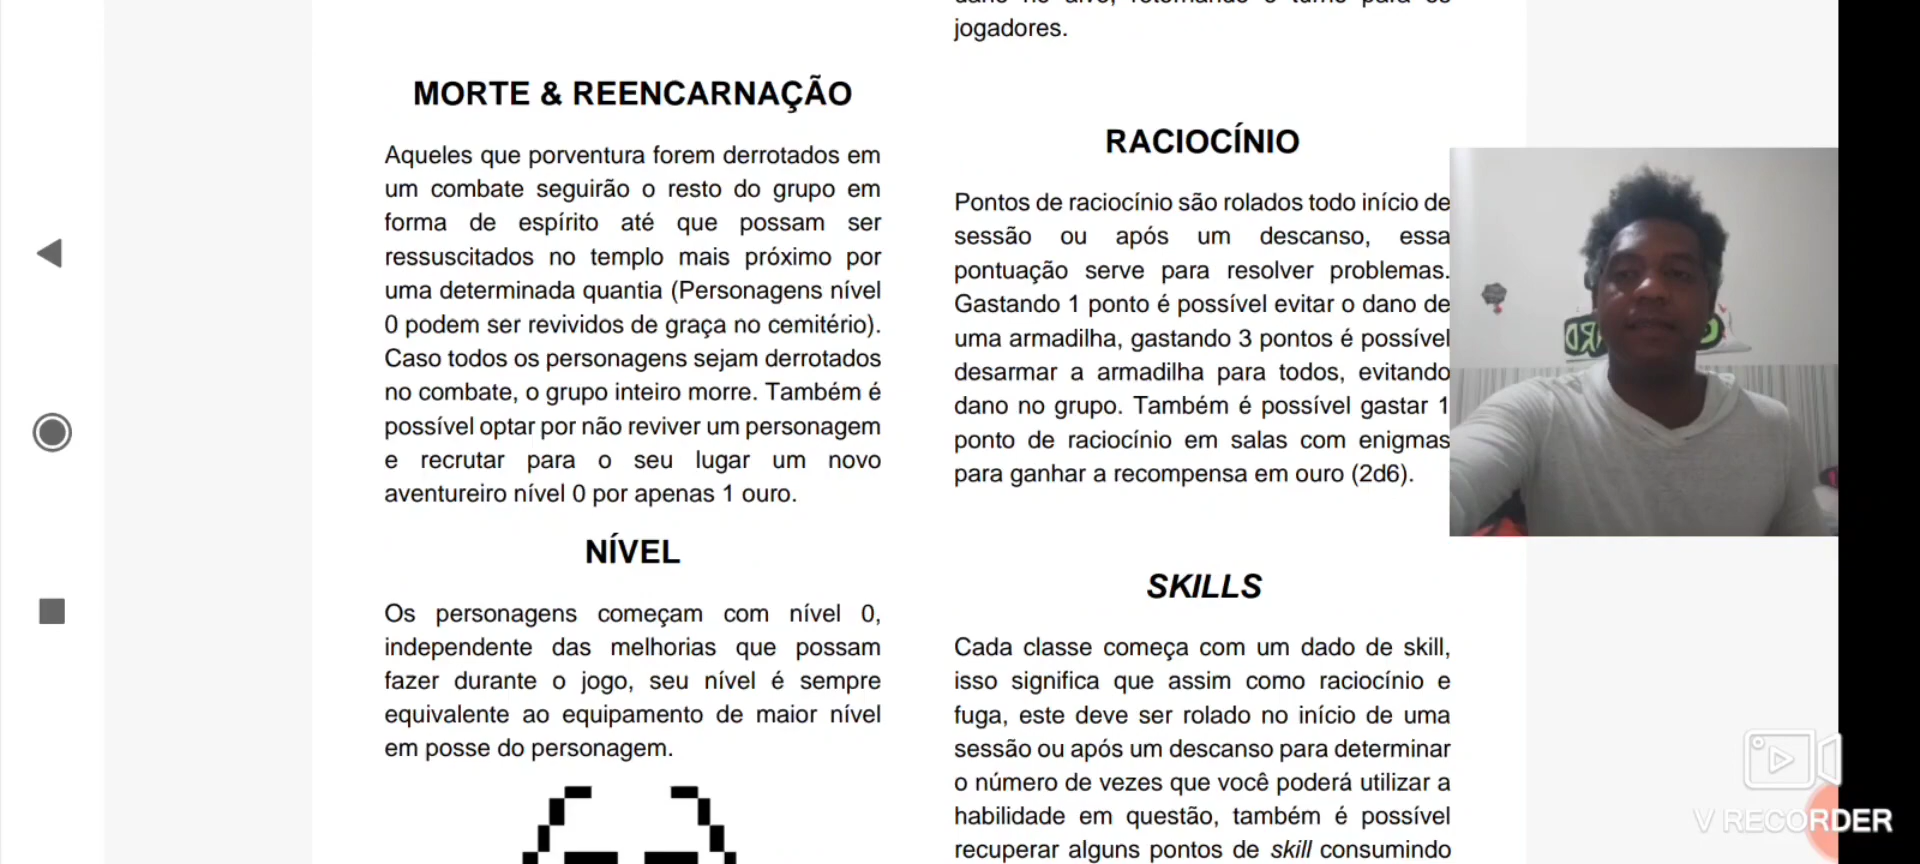 jogadores.
MORTE & REENCARNAÇÃO
Aqueles que porventura forem derrotados em
um combate seguirão o resto do grupo em
forma de espírito até que possam ser
ressuscitados no templo mais próximo por
uma determinada quantia (Personagens nível
0 podem ser revividos de graça no cemitério).
Caso todos os personagens sejam derrotados
no combate, o grupo inteiro morre. Também é
possível optar por não reviver um personagem
e recrutar para o seu lugar um novo
aventureiro nível 0 por apenas 1 ouro.
NÍVEL
Os personagens começam com nível 0,
independente das melhorias que possam
fazer durante o jogo, seu nível é sempre
equivalente ao equipamento de maior nível
em posse do personagem.
RACIOCÍNIO
Pontos de raciocínio são rolados todo início de
sessão ou após um descanso, essa
pontuação serve para resolver problemas.
Gastando 1 ponto é possível evitar o dano de
uma armadilha, gastando 3 pontos é possível
desarmar a armadilha para todos, evitando
dano no grupo. Também é possível gastar 1
ponto de raciocínio em salas com enigmas
para ganhar a recompensa em ouro (2d6).
SKILLS
Cada classe começa com um dado de skill,
isso significa que assim como raciocínio e
fuga, este deve ser rolado no início de uma
sessão ou após um descanso para determinar
o número de vezes que você poderá utilizar a
habilidade em questão, também é possível
recuperar alguns pontos de skill consumindo
V RECORDER